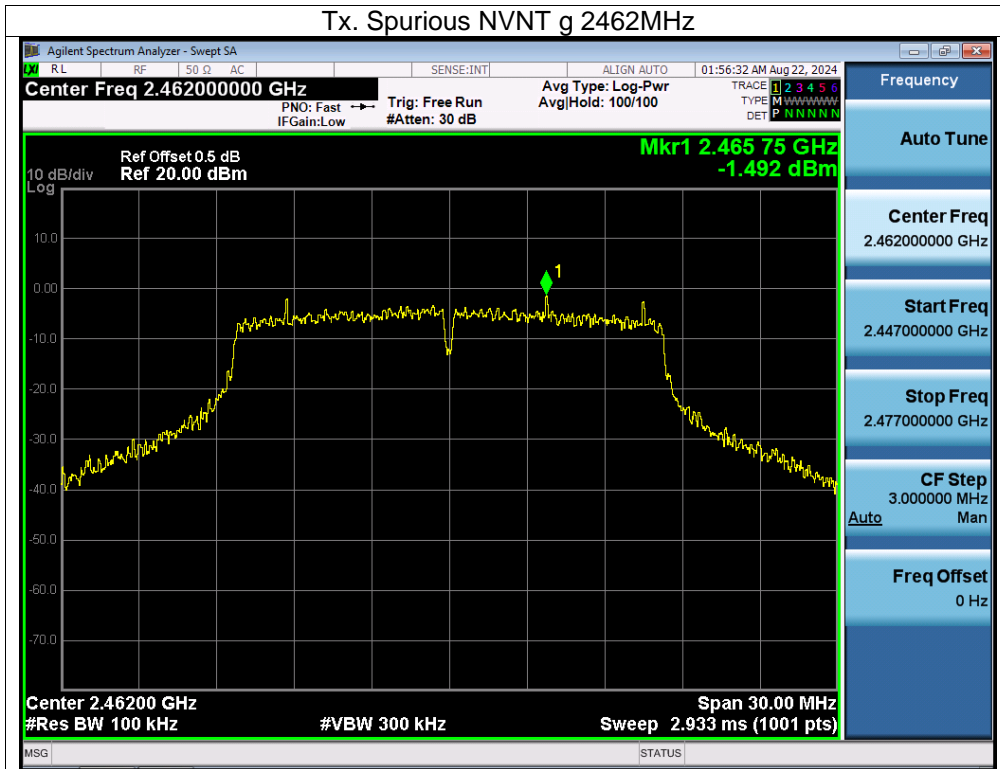 Tx. Spurious NVNT g 2462MHz
Agilent Spectrum Analyzer - Swept SA
LXI RL RF 50 Ω AC SENSE:INT ALIGN AUTO 01:56:32 AM Aug 22, 2024
Center Freq 2.462000000 GHz
PNO: Fast
IFGain:Low
Trig: Free Run
#Atten: 30 dB
Avg Type: Log-Pwr
Avg|Hold: 100/100
TRACE 1 2 3 4 5 6
TYPE M WWWWW
DET P N N N N N
Mkr1 2.465 75 GHz
-1.492 dBm
Ref Offset 0.5 dB
10 dB/div Ref 20.00 dBm
Log
10.0
0.00
-10.0
-20.0
-30.0
-40.0
-50.0
-60.0
-70.0
1
Center 2.46200 GHz Span 30.00 MHz
#Res BW 100 kHz #VBW 300 kHz Sweep 2.933 ms (1001 pts)
MSG STATUS
Frequency
Auto Tune
Center Freq
2.462000000 GHz
Start Freq
2.447000000 GHz
Stop Freq
2.477000000 GHz
CF Step
3.000000 MHz
Auto Man
Freq Offset
0 Hz